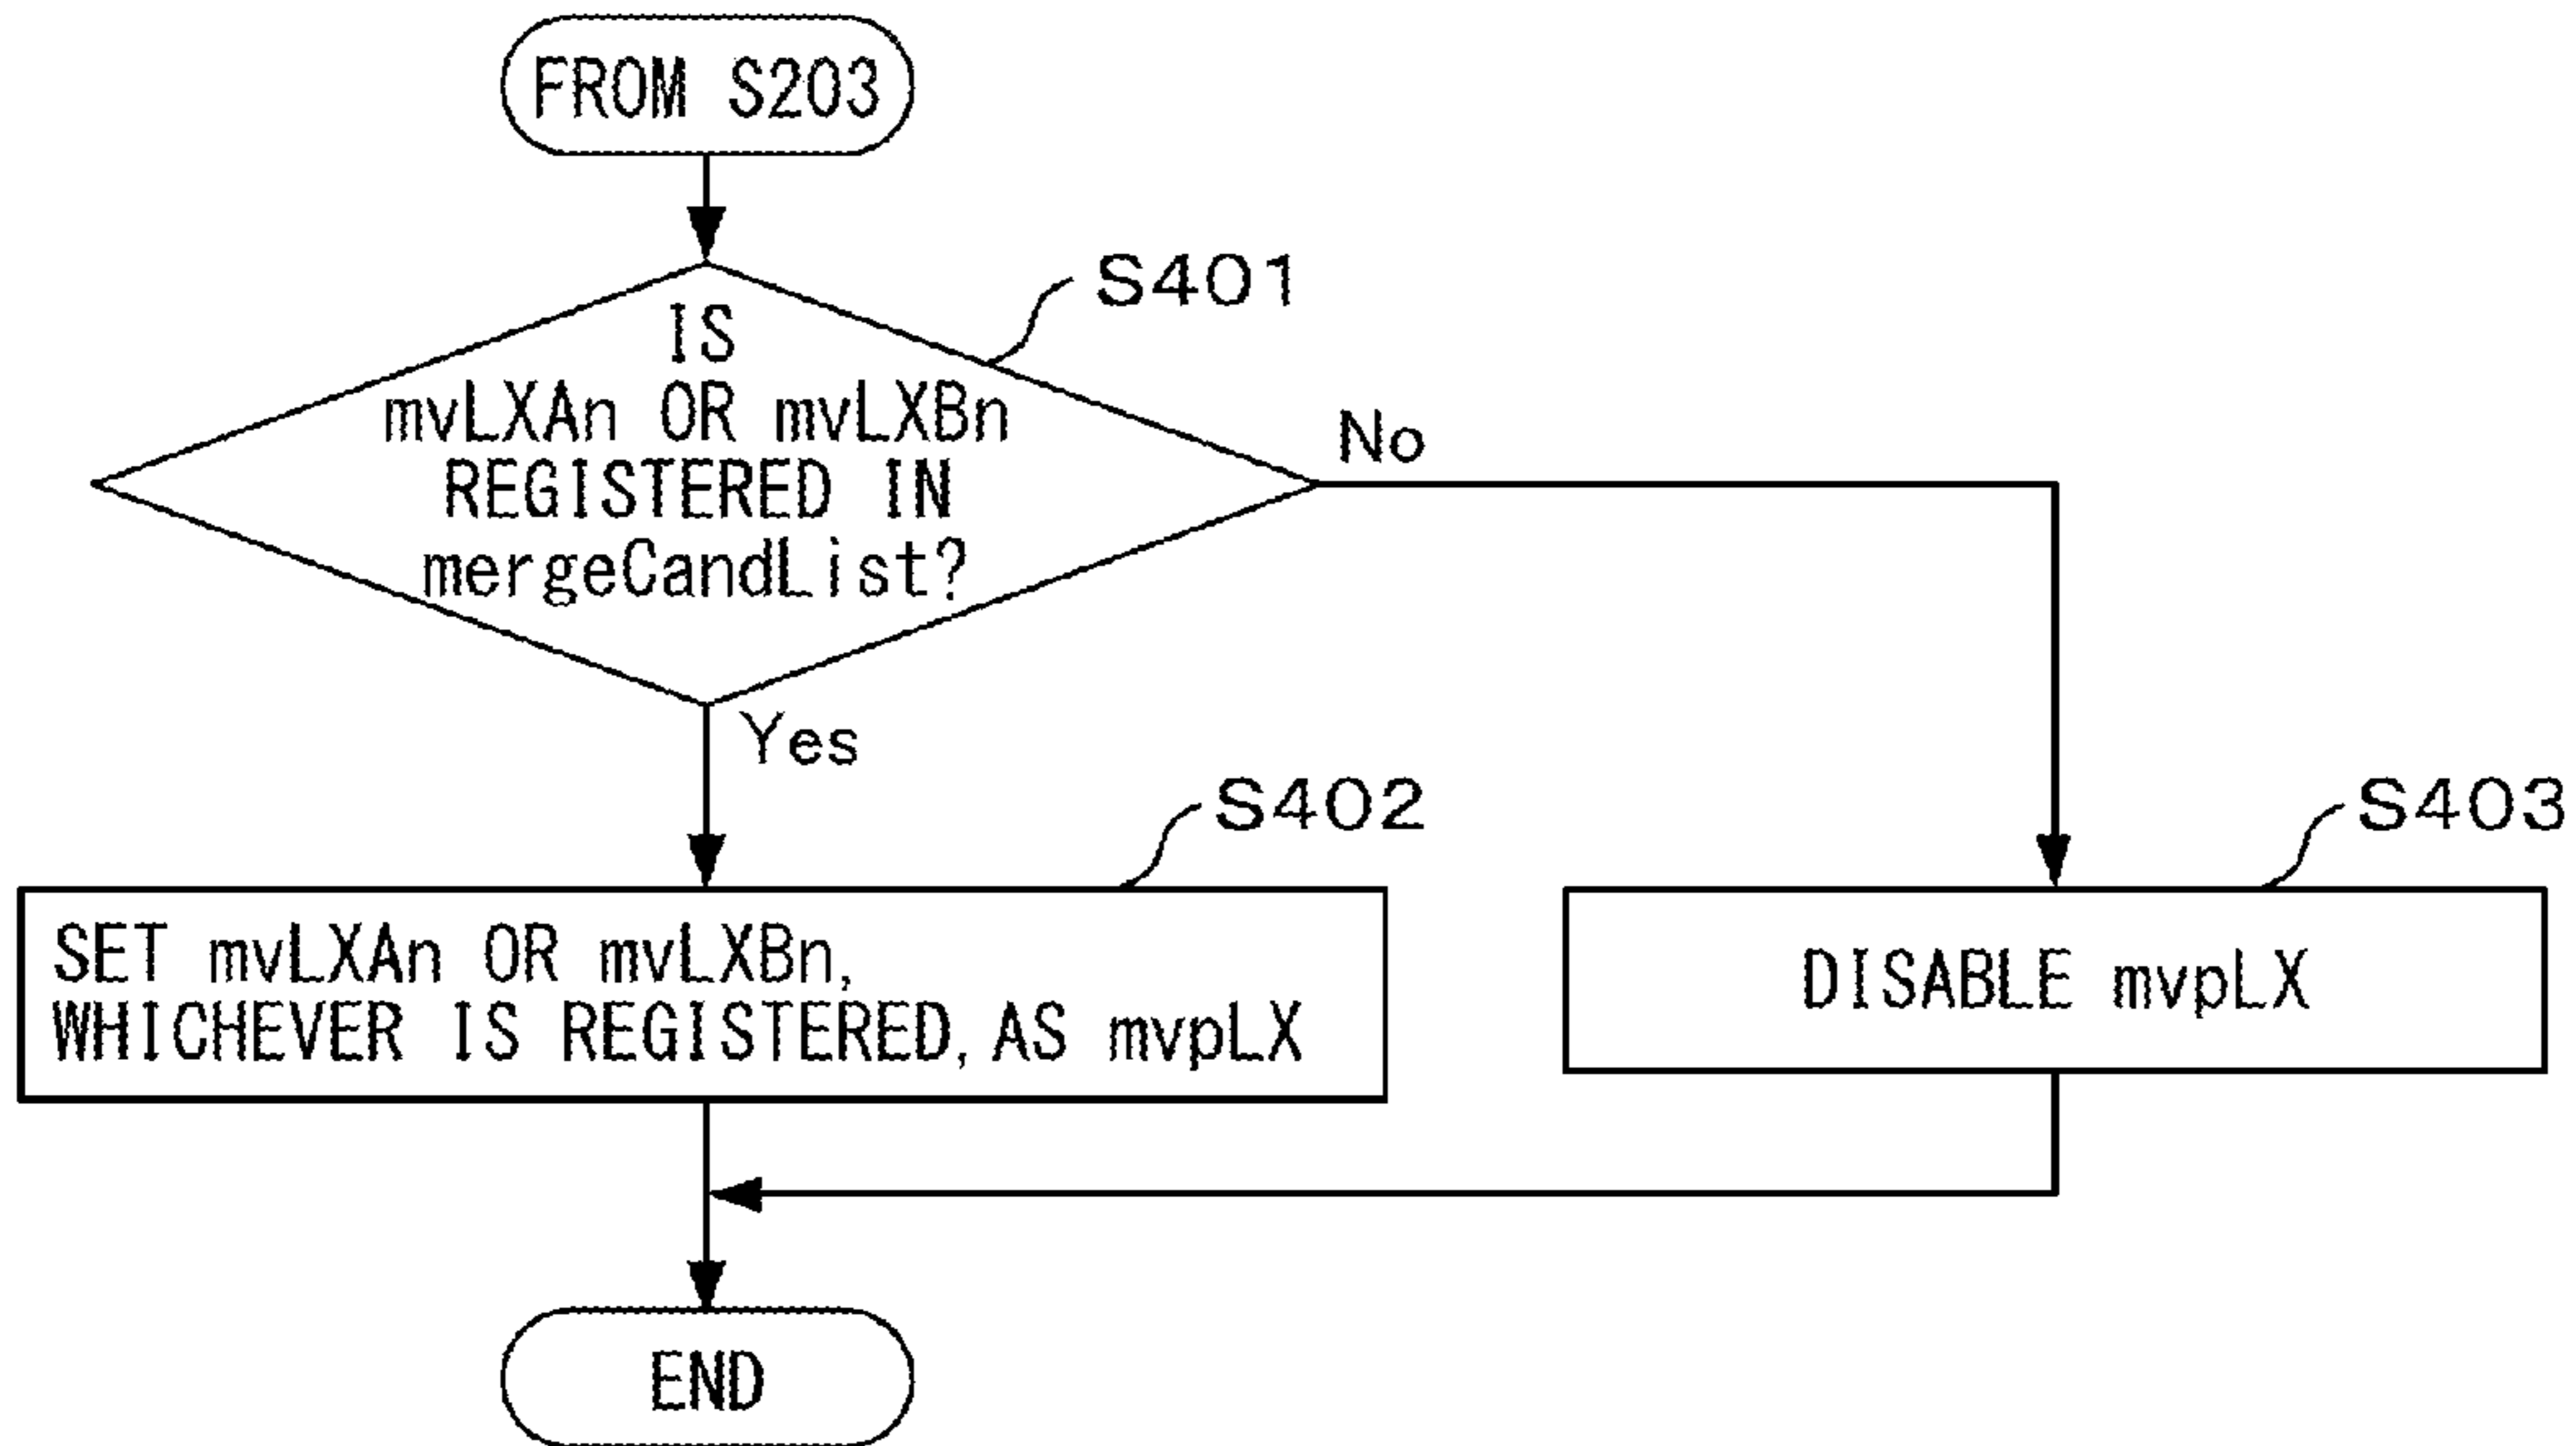 FROM S203
S401
IS
mvLXAn OR mvLXBn
REGISTERED IN
mergeCandList?
No
Yes
S402
SET mvLXAn OR mvLXBn,
WHICHEVER IS REGISTERED, AS mvpLX
S403
DISABLE mvpLX
END